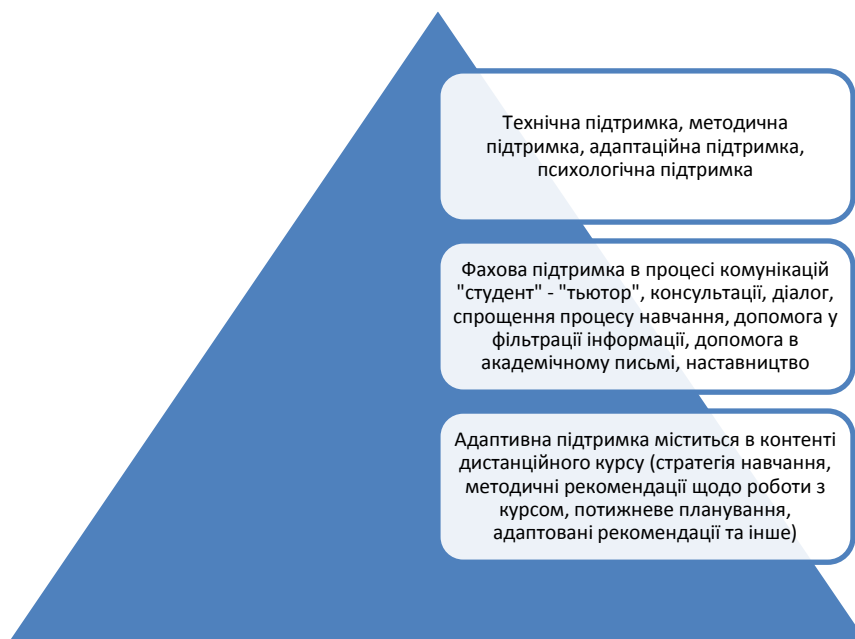 Технічна підтримка, методична
підтримка, адаптаційна підтримка,
психологічна підтримка
Фахова підтримка в процесі комунікацій
"студент" - "тьютор", консультації, діалог,
спрощення процесу навчання, допомога у
фільтрації інформації, допомога в
академічному письмі, наставництво
Адаптивна підтримка міститься в контенті
дистанційного курсу (стратегія навчання,
методичні рекомендації щодо роботи з
курсом, потижневе планування,
адаптовані рекомендації та інше)